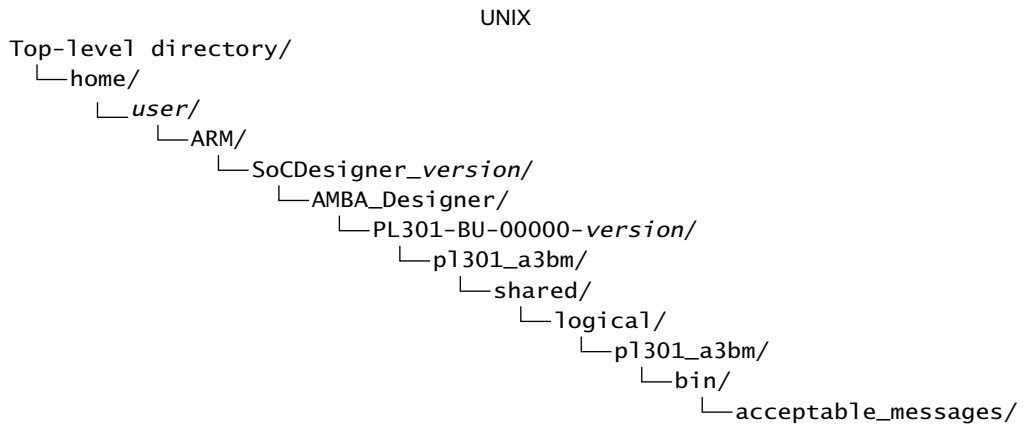 UNIX
Top-level directory/
home/
user/
ARM/
SoCDesigner_version/
AMBA_Designer/
PL301-BU-00000-version/
pl301_a3bm/
shared/
logical/
pl301_a3bm/
bin/
acceptable_messages/